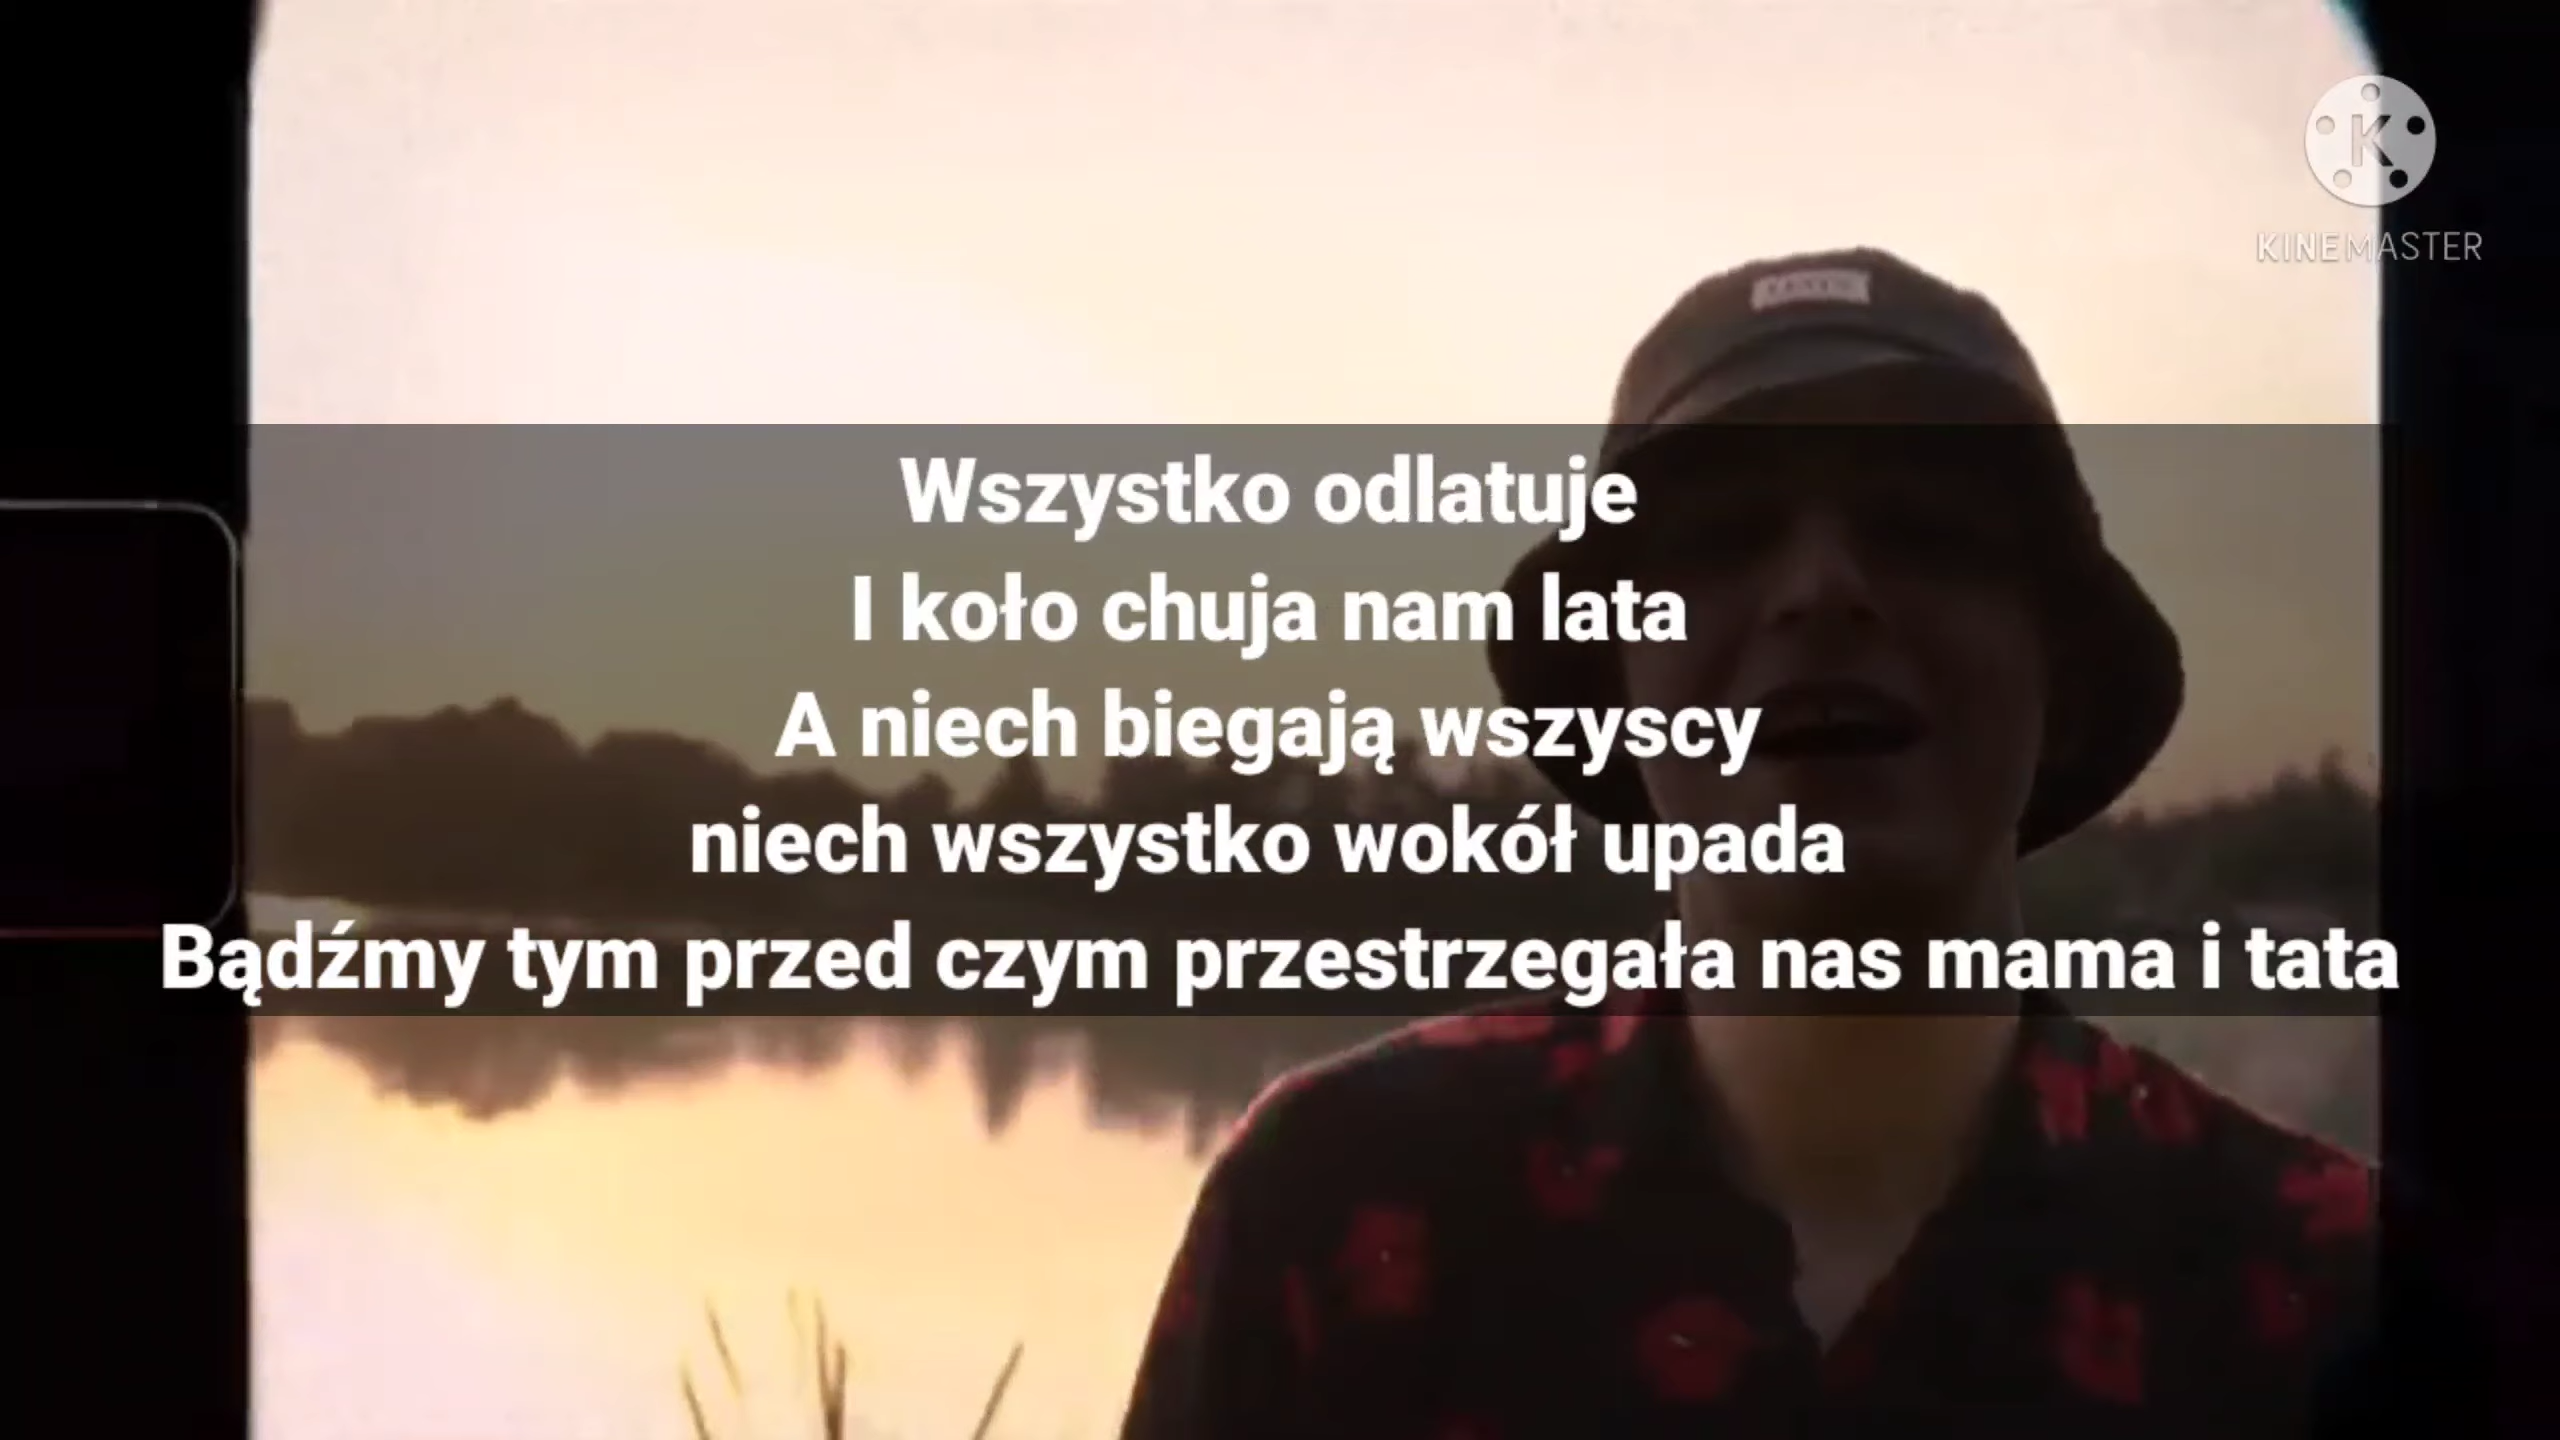 K
KINEMASTER
Wszystko odlatuje
I koło chuja nam lata
A niech biegają wszyscy
niech wszystko wokół upada
Bądźmy tym przed czym przestrzegała nas mama i tata